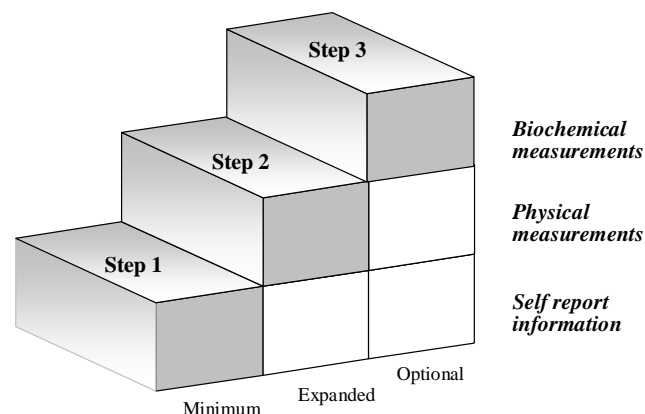 Step 3
Biochemical
measurements
Step 2
Physical
measurements
Step 1
Self report
information
Optional
Expanded
Minimum